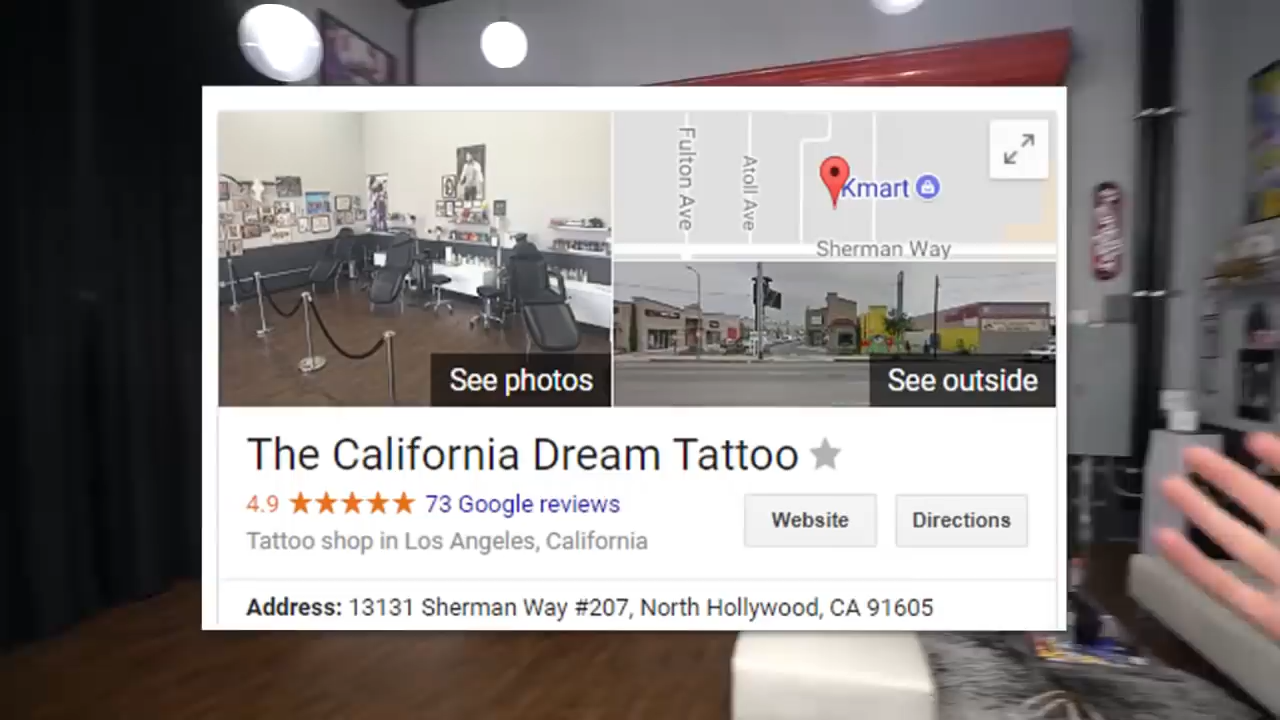 Fulton Ave
Atoll Ave
Kmart
Sherman Way
See photos
See outside
The California Dream Tattoo
4.9 73 Google reviews
Website
Directions
Tattoo shop in Los Angeles, California
Address: 13131 Sherman Way #207, North Hollywood, CA 91605